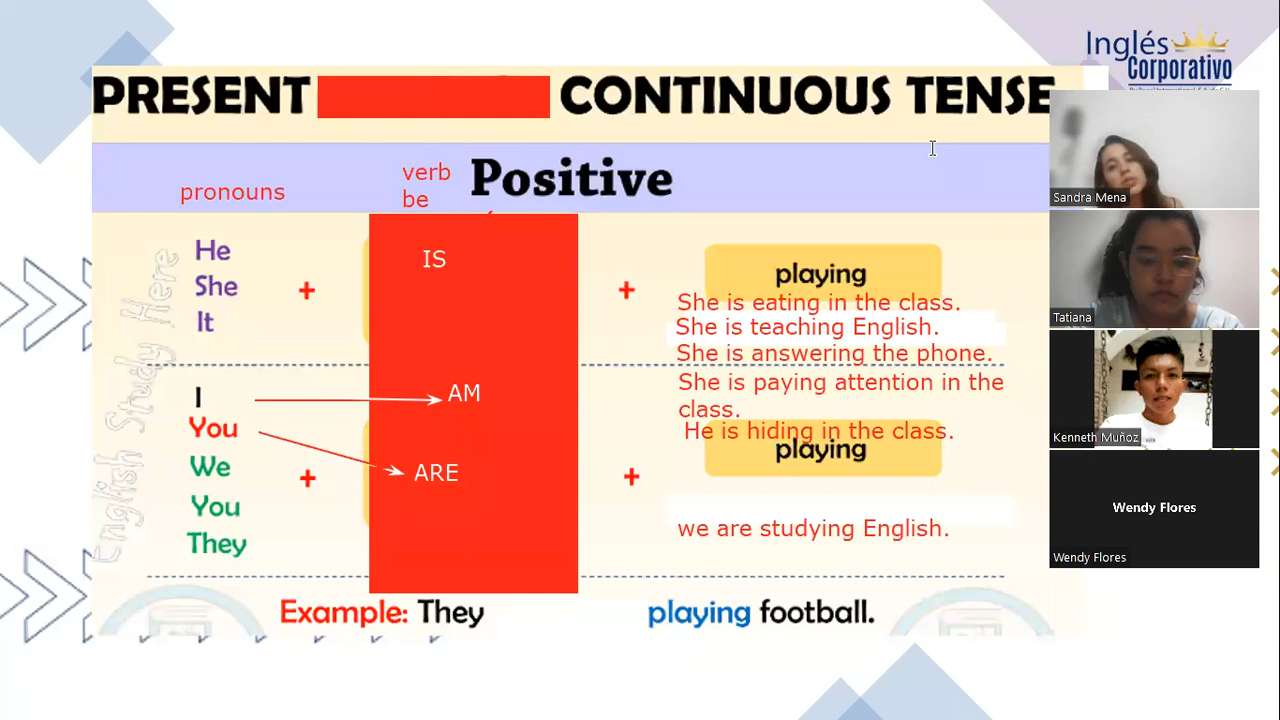 Inglés
Corporativo
PRESENT CONTINUOUS TENSE
pronouns
verb
be
Positive
He
She
It
+
IS
+
playing
She is eating in the class.
She is teaching English.
She is answering the phone.
She is paying attention in the
class.
He is hiding in the class.
I
AM
You
ARE
We
You
They
+
+
playing
we are studying English.
Example: They playing football.
English Study Here
Sandra Mena
Tatiana
Kenneth Muñoz
Wendy Flores
Wendy Flores